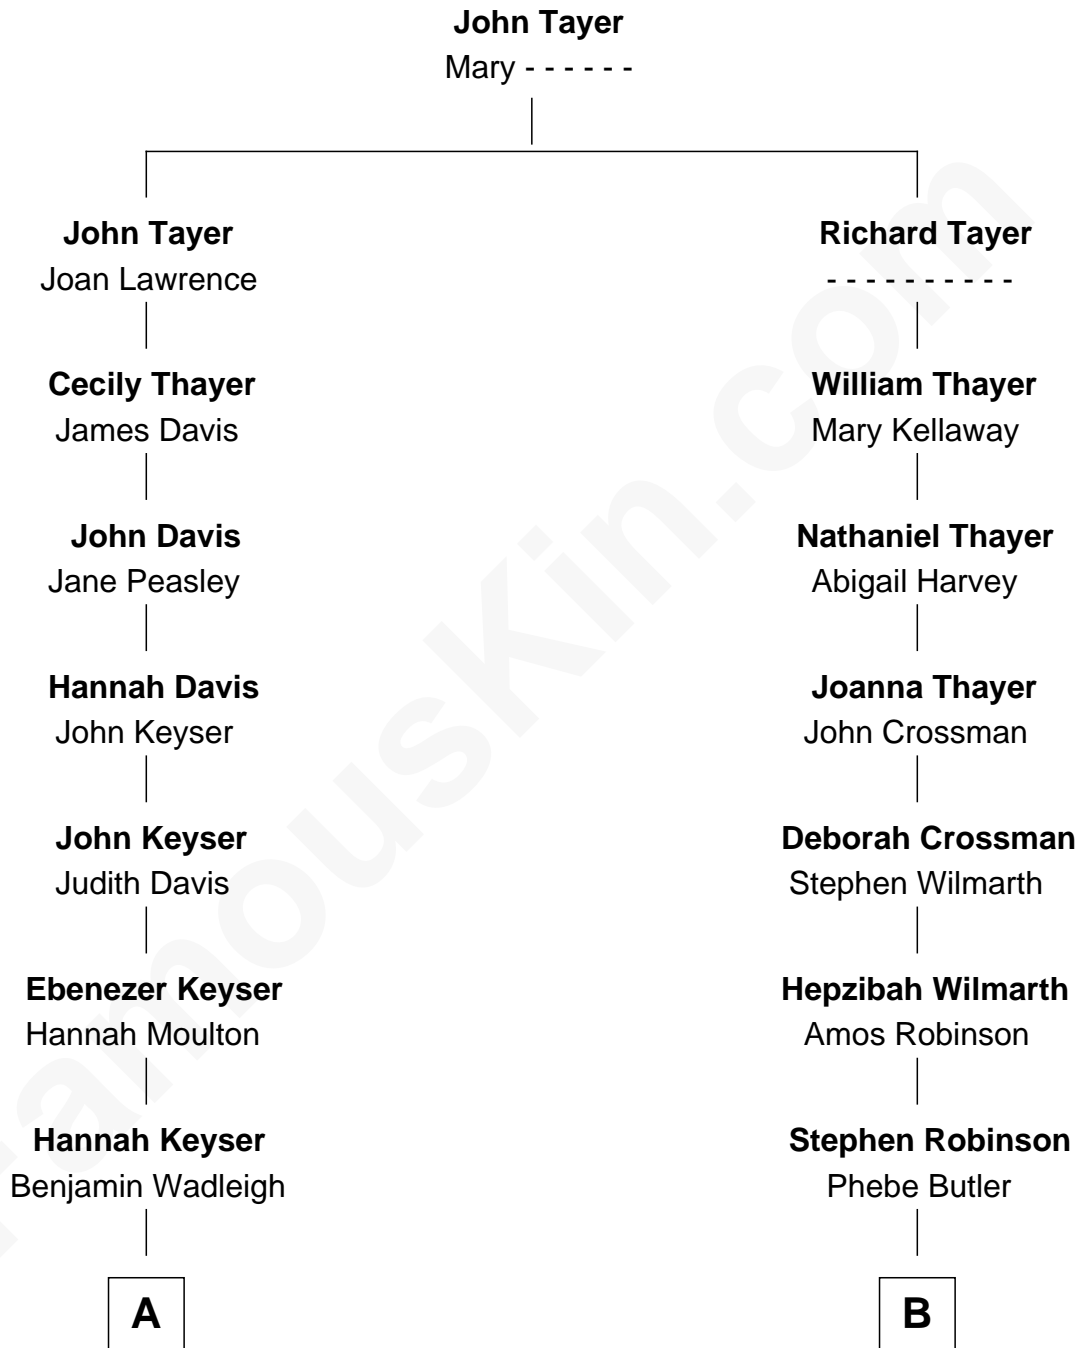 John Tayer
Mary - - - - - -
John Tayer
Joan Lawrence
Richard Tayer
- - - - - - - - - -
Cecily Thayer
James Davis
William Thayer
Mary Kellaway
John Davis
Jane Peasley
Nathaniel Thayer
Abigail Harvey
Hannah Davis
John Keyser
Joanna Thayer
John Crossman
John Keyser
Judith Davis
Deborah Crossman
Stephen Wilmarth
Ebenezer Keyser
Hannah Moulton
Hepzibah Wilmarth
Amos Robinson
Hannah Keyser
Benjamin Wadleigh
Stephen Robinson
Phebe Butler
A
B
FamousKin.com